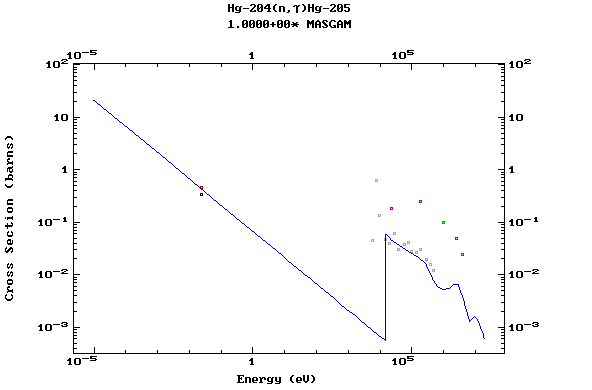 Hg-204(n,γ)Hg-205
1.0000+00* MASGAM
10⁻⁵ 1 10⁵
10² 10²
10 10
1 1
10⁻¹ 10⁻¹
10⁻² 10⁻²
10⁻³ 10⁻³
10⁻⁵ 1 10⁵
Cross Section (barns)
Energy (eV)